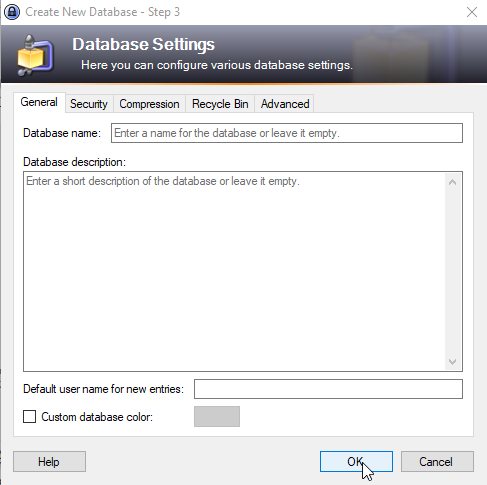 Create New Database - Step 3
Database Settings
Here you can configure various database settings.
General Security Compression Recycle Bin Advanced
Database name: Enter a name for the database or leave it empty.
Database description:
Enter a short description of the database or leave it empty.
Default user name for new entries:
Custom database color:
Help OK Cancel